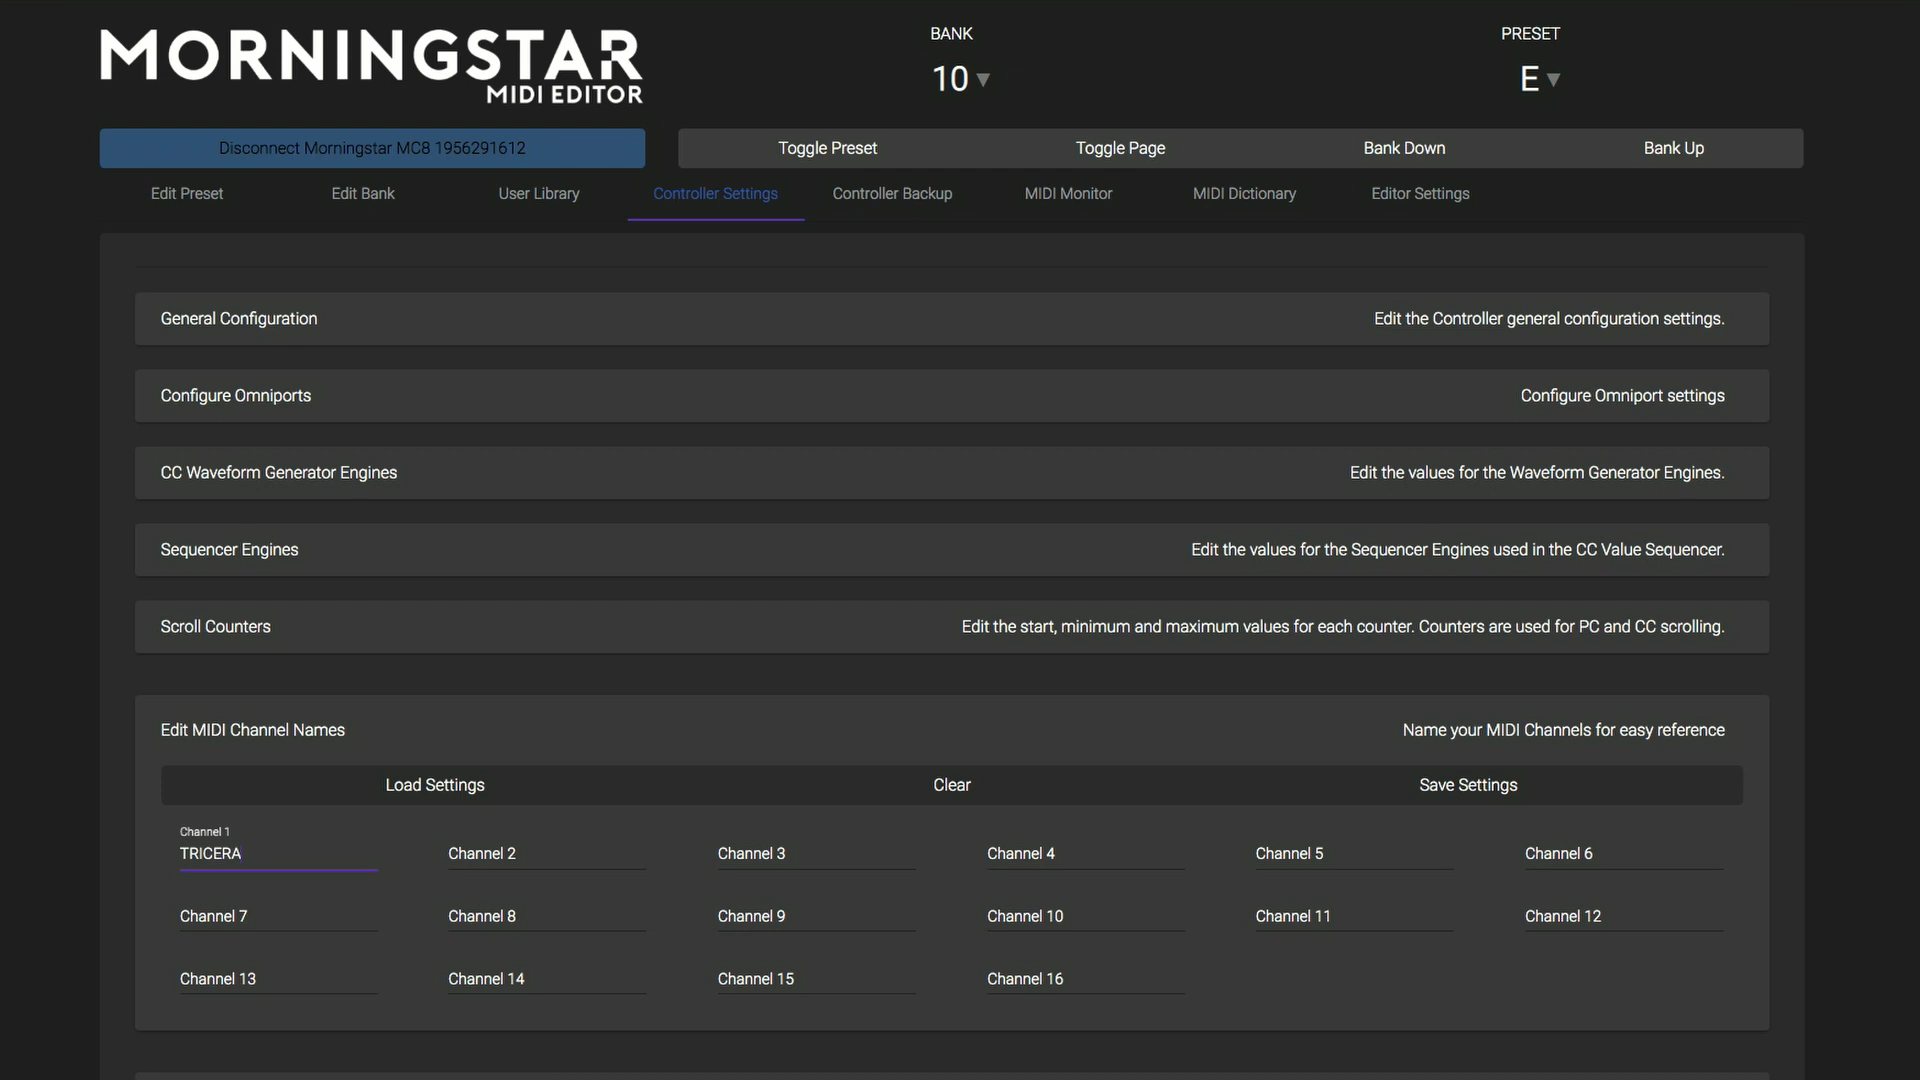 MORNINGSTAR
MIDI EDITOR
BANK
10
PRESET
E
Disconnect Morningstar MC8 1956291612
Toggle Preset
Toggle Page
Bank Down
Bank Up
Edit Preset
Edit Bank
User Library
Controller Settings
Controller Backup
MIDI Monitor
MIDI Dictionary
Editor Settings
General Configuration
Edit the Controller general configuration settings.
Configure Omniports
Configure Omniport settings
CC Waveform Generator Engines
Edit the values for the Waveform Generator Engines.
Sequencer Engines
Edit the values for the Sequencer Engines used in the CC Value Sequencer.
Scroll Counters
Edit the start, minimum and maximum values for each counter. Counters are used for PC and CC scrolling.
Edit MIDI Channel Names
Name your MIDI Channels for easy reference
Load Settings
Clear
Save Settings
Channel 1
TRICERA
Channel 2
Channel 3
Channel 4
Channel 5
Channel 6
Channel 7
Channel 8
Channel 9
Channel 10
Channel 11
Channel 12
Channel 13
Channel 14
Channel 15
Channel 16